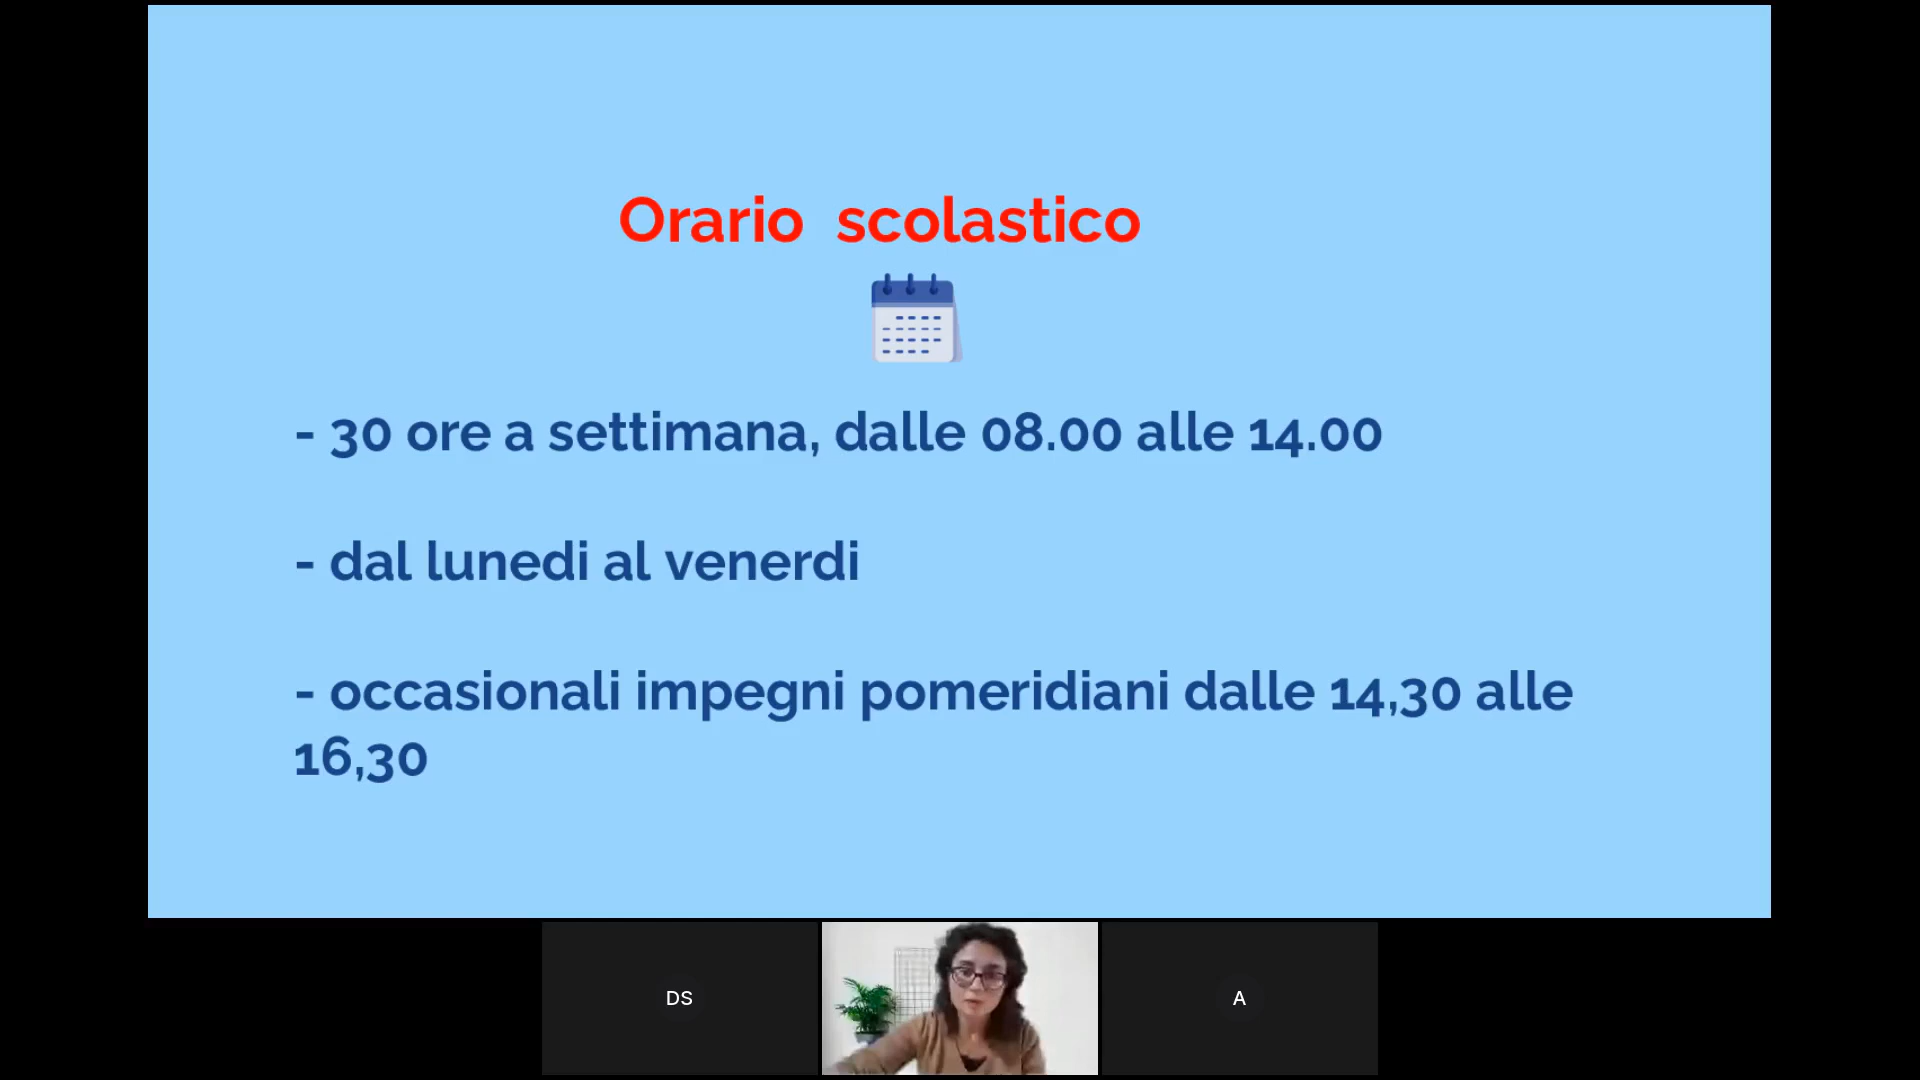 Orario scolastico
- 30 ore a settimana, dalle 08.00 alle 14.00
- dal lunedi al venerdi
- occasionali impegni pomeridiani dalle 14,30 alle
16,30
DS
A